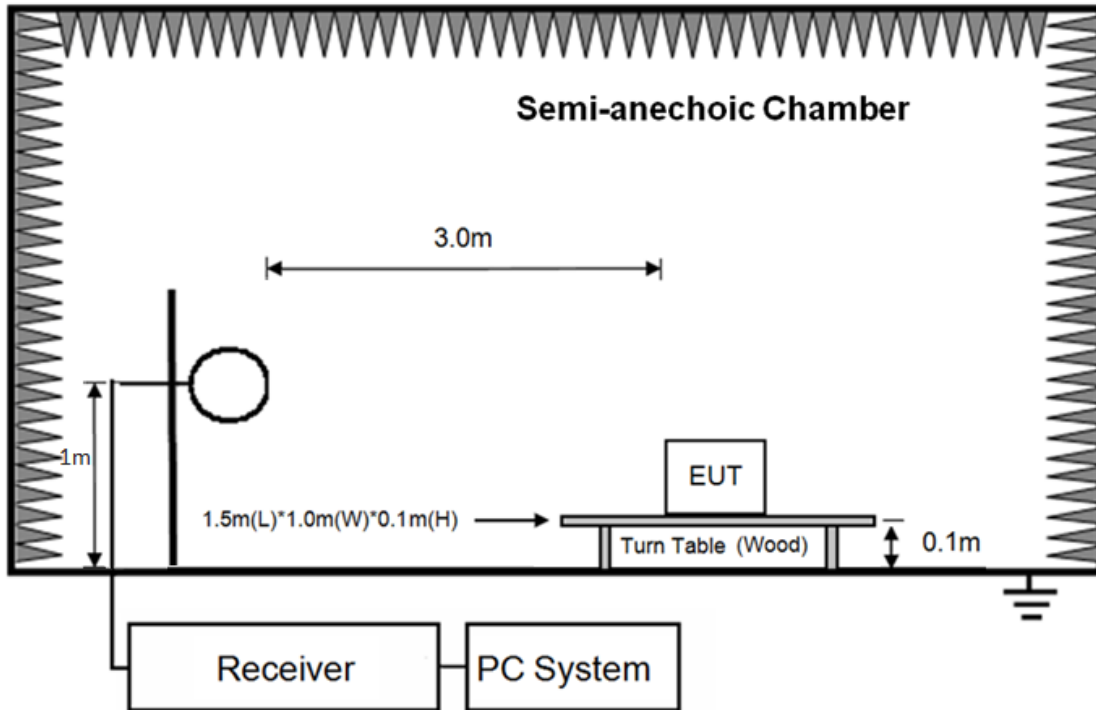 Semi-anechoic Chamber
3.0m
1m
EUT
1.5m(L)*1.0m(W)*0.1m(H)
Turn Table (Wood)
0.1m
Receiver
PC System